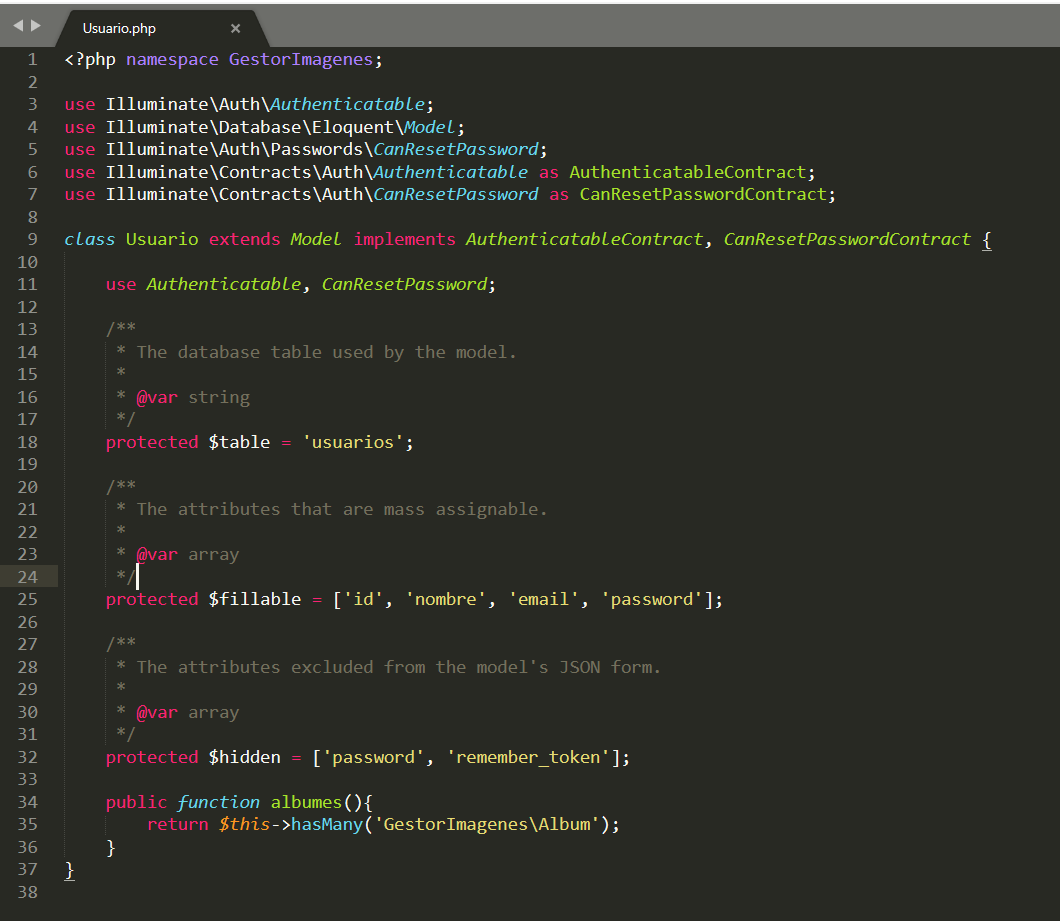 Usuario.php ×
1 <?php namespace GestorImagenes;
2
3 use Illuminate\Auth\Authenticatable;
4 use Illuminate\Database\Eloquent\Model;
5 use Illuminate\Auth\Passwords\CanResetPassword;
6 use Illuminate\Contracts\Auth\Authenticatable as AuthenticatableContract;
7 use Illuminate\Contracts\Auth\CanResetPassword as CanResetPasswordContract;
8
9 class Usuario extends Model implements AuthenticatableContract, CanResetPasswordContract {
10
11     use Authenticatable, CanResetPassword;
12
13     /**
14      * The database table used by the model.
15      *
16      * @var string
17      */
18     protected $table = 'usuarios';
19
20     /**
21      * The attributes that are mass assignable.
22      *
23      * @var array
24      */
25     protected $fillable = ['id', 'nombre', 'email', 'password'];
26
27     /**
28      * The attributes excluded from the model's JSON form.
29      *
30      * @var array
31      */
32     protected $hidden = ['password', 'remember_token'];
33
34     public function albumes(){
35         return $this->hasMany('GestorImagenes\Album');
36     }
37 }
38